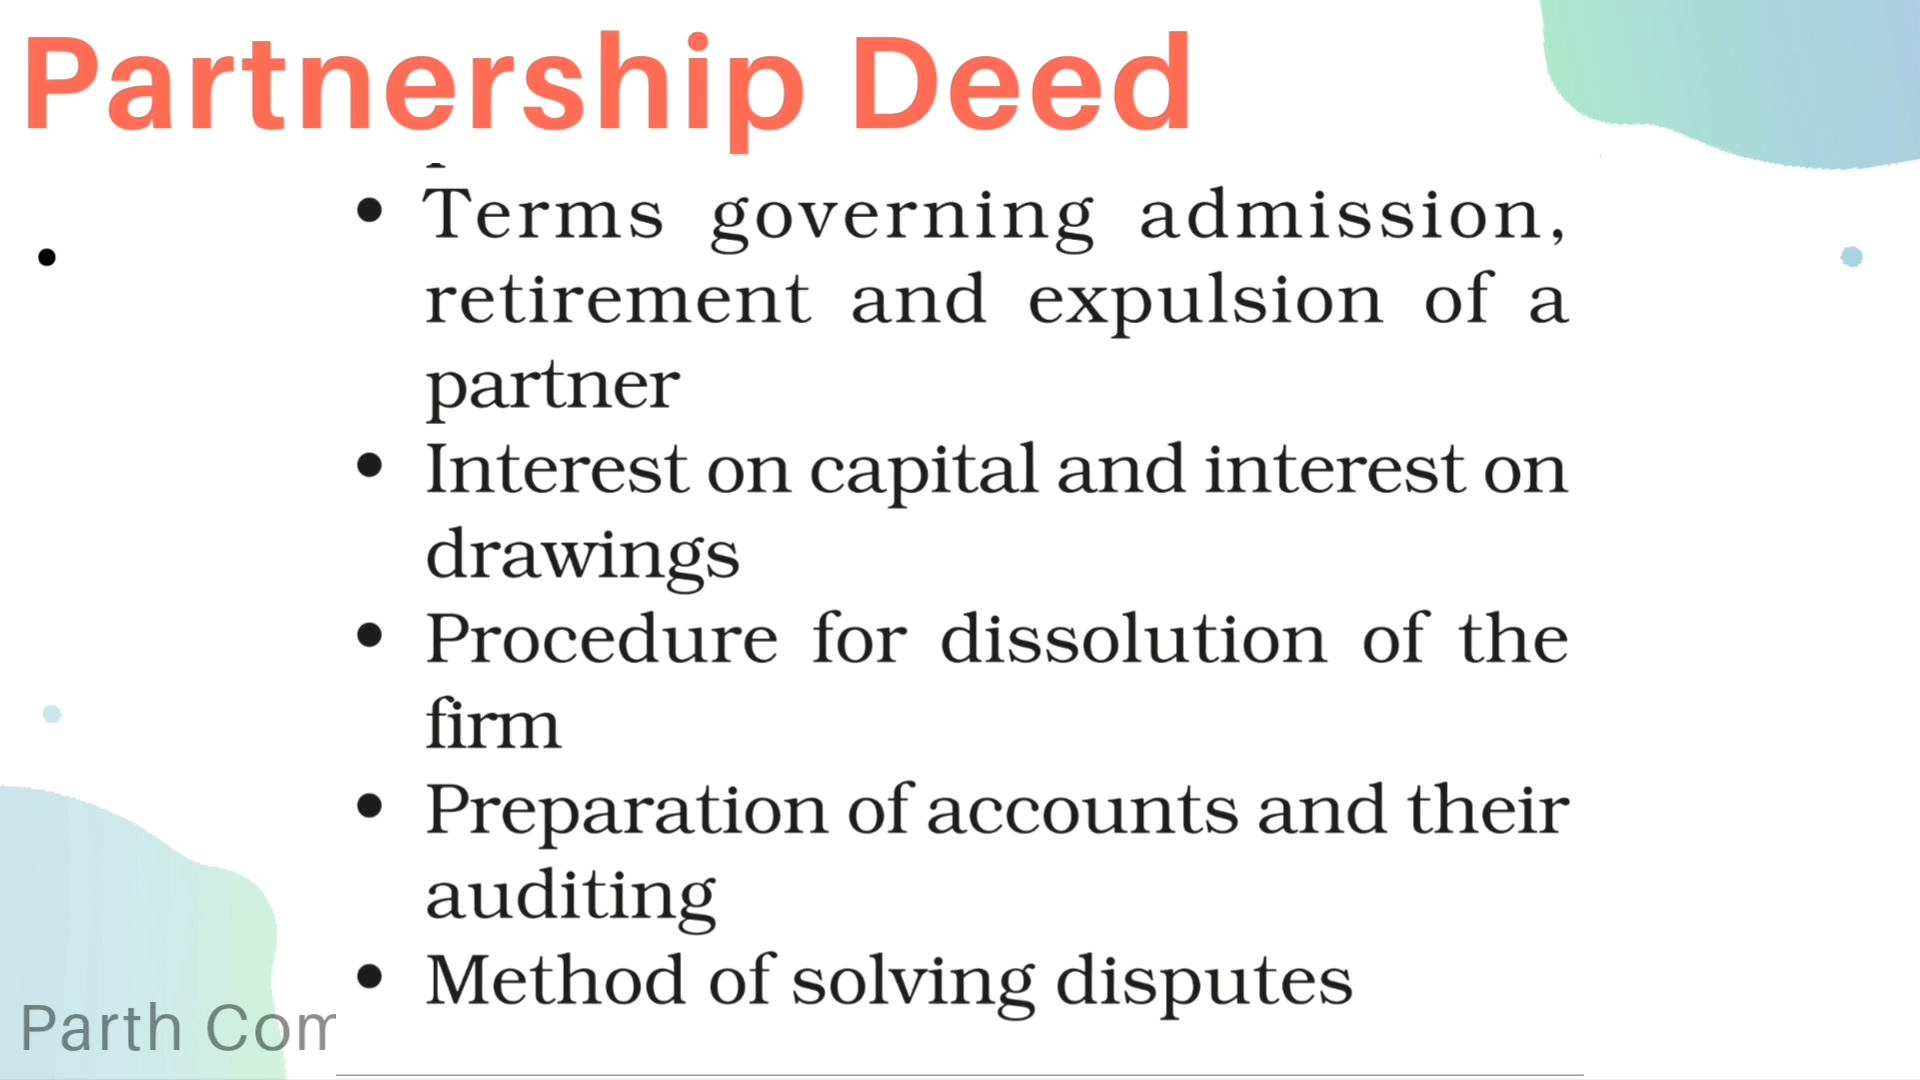 Partnership Deed
• Terms governing admission,
retirement and expulsion of a
partner
• Interest on capital and interest on
drawings
• Procedure for dissolution of the
firm
• Preparation of accounts and their
auditing
• Method of solving disputes
Parth Com